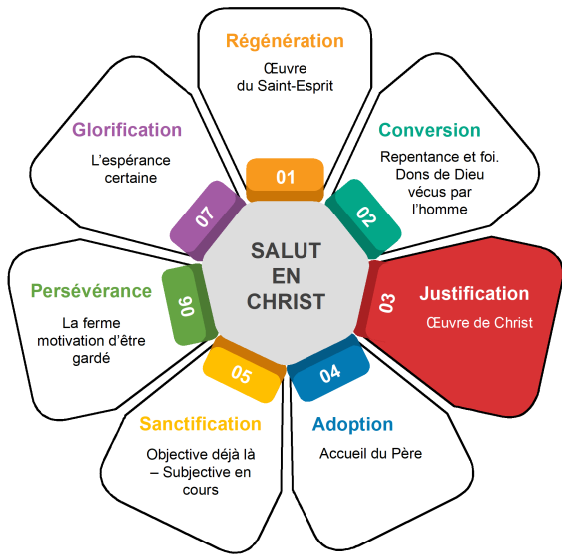 Régénération
Œuvre
du Saint-Esprit
01
Conversion
Repentance et foi.
Dons de Dieu
vécus par
l’homme
02
Justification
Œuvre de Christ
03
Adoption
Accueil du Père
04
Sanctification
Objective déjà là
– Subjective en
cours
05
Persévérance
La ferme
motivation d’être
gardé
06
Glorification
L’espérance
certaine
07
SALUT
EN
CHRIST